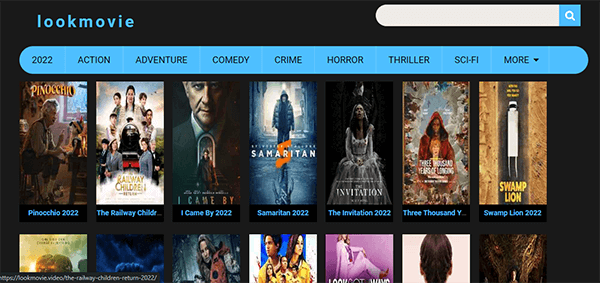 lookmovie
2022 ACTION ADVENTURE COMEDY CRIME HORROR THRILLER SCI-FI MORE
PINOCCHIO
THE RAILWAY CHILDREN RETURN
I CAME BY
SAMARITAN
THE INVITATION
THREE THOUSAND YEARS OF LONGING
SWAMP LION
Pinocchio 2022 The Railway Childr... I Came By 2022 Samaritan 2022 The Invitation 2022 Three Thousand Y... Swamp Lion 2022
https://lookmovie.video/the-railway-children-return-2022/